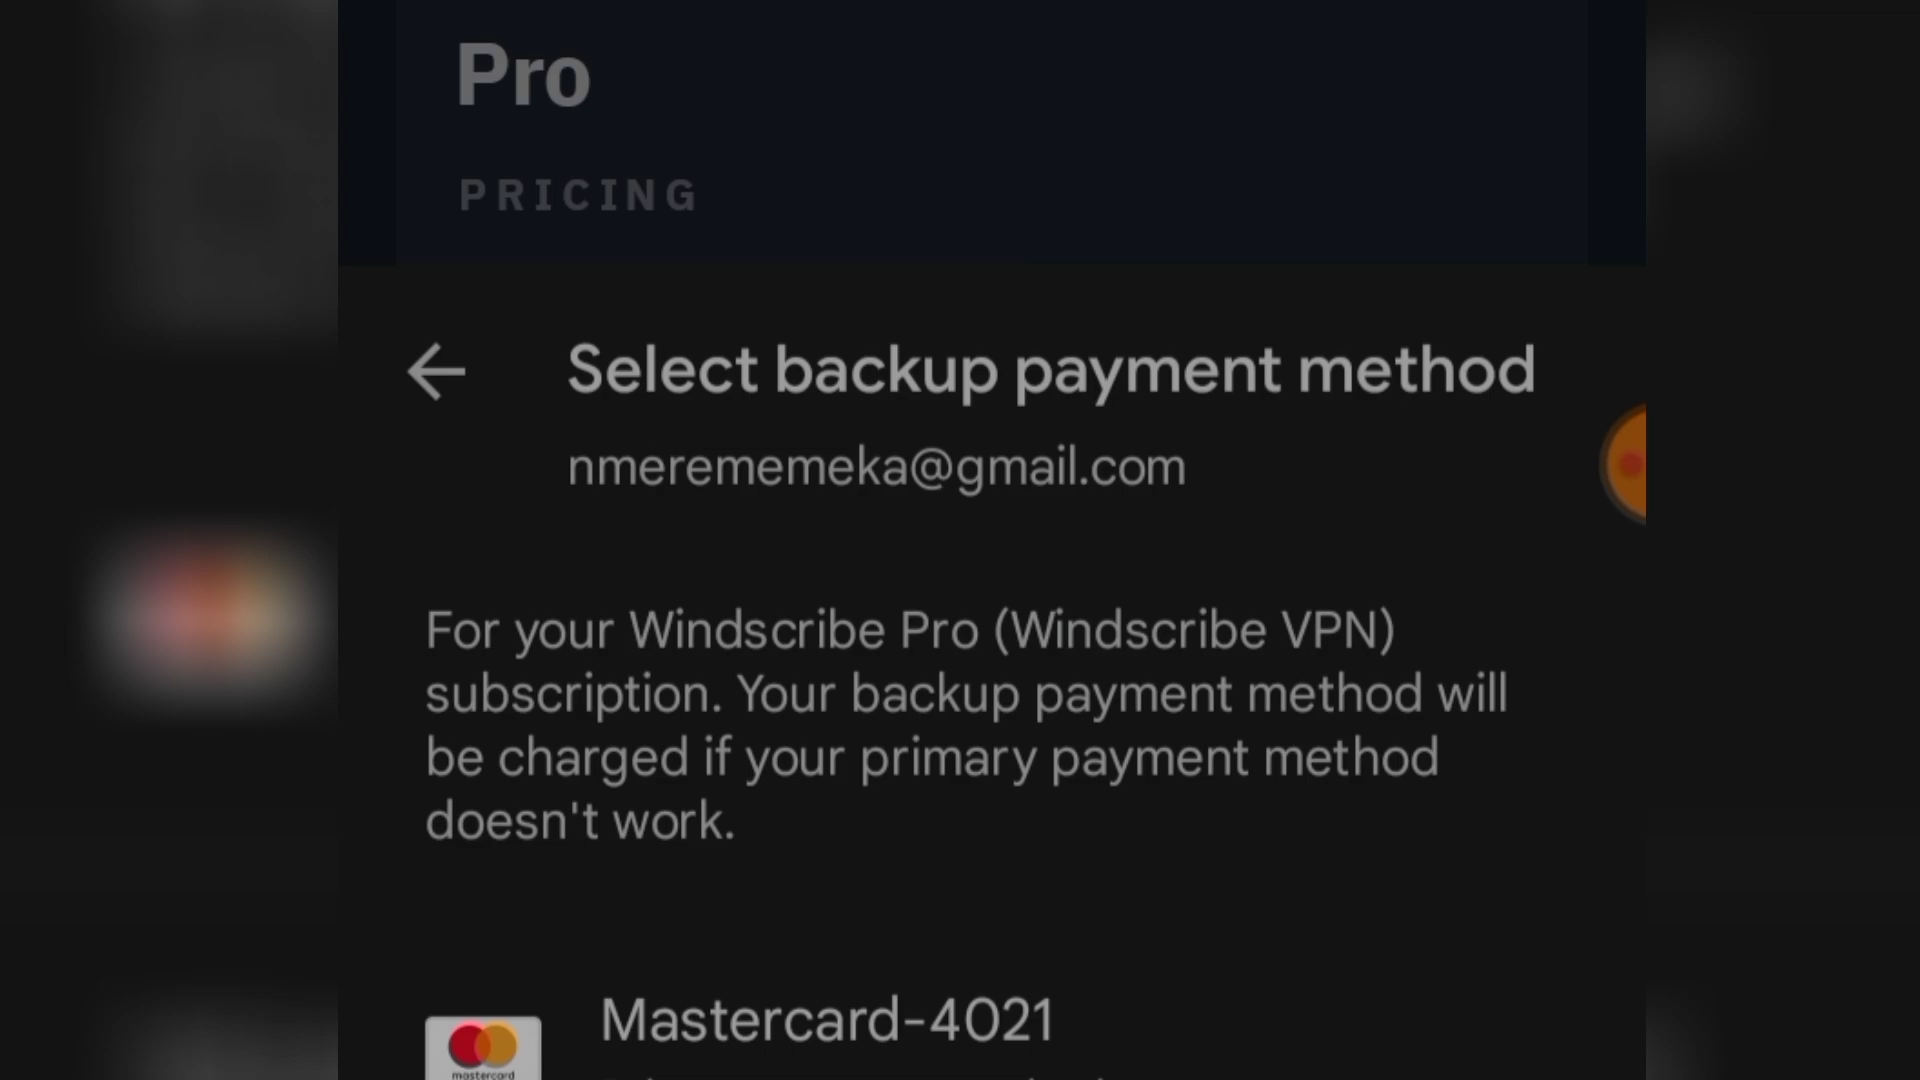 Pro
PRICING
Select backup payment method
nmerememeka@gmail.com
For your Windscribe Pro (Windscribe VPN)
subscription. Your backup payment method will
be charged if your primary payment method
doesn't work.
Mastercard-4021
mastercard